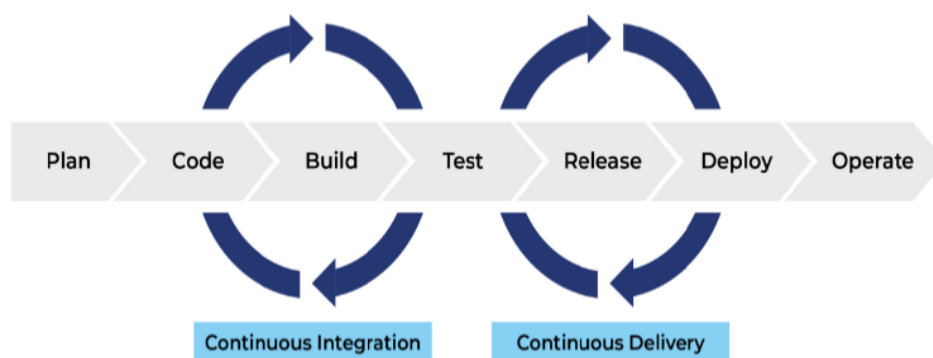 Plan Code Build Test Release Deploy Operate
Continuous Integration Continuous Delivery